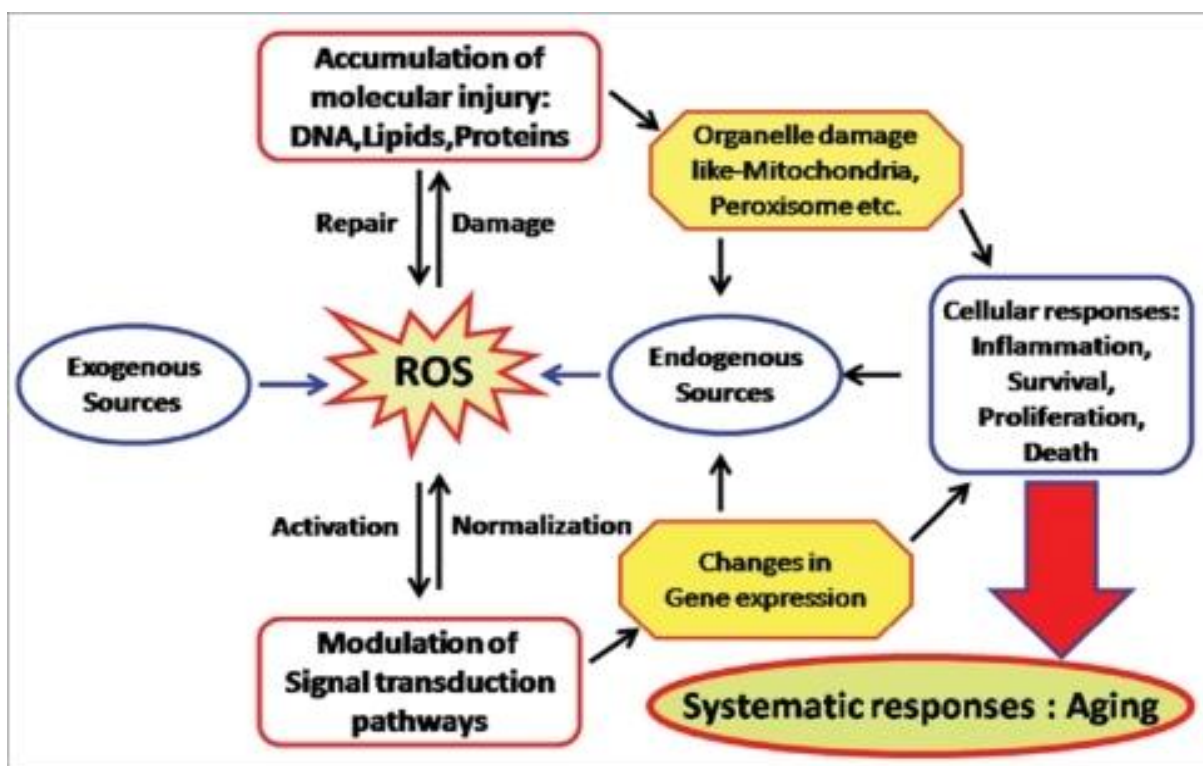 Accumulation of
molecular injury:
DNA,Lipids,Proteins
Organelle damage
like-Mitochondria,
Peroxisome etc.
Repair
Damage
Cellular responses:
Inflammation,
Survival,
Proliferation,
Death
Exogenous
Sources
ROS
Endogenous
Sources
Activation
Normalization
Changes in
Gene expression
Modulation of
Signal transduction
pathways
Systematic responses : Aging